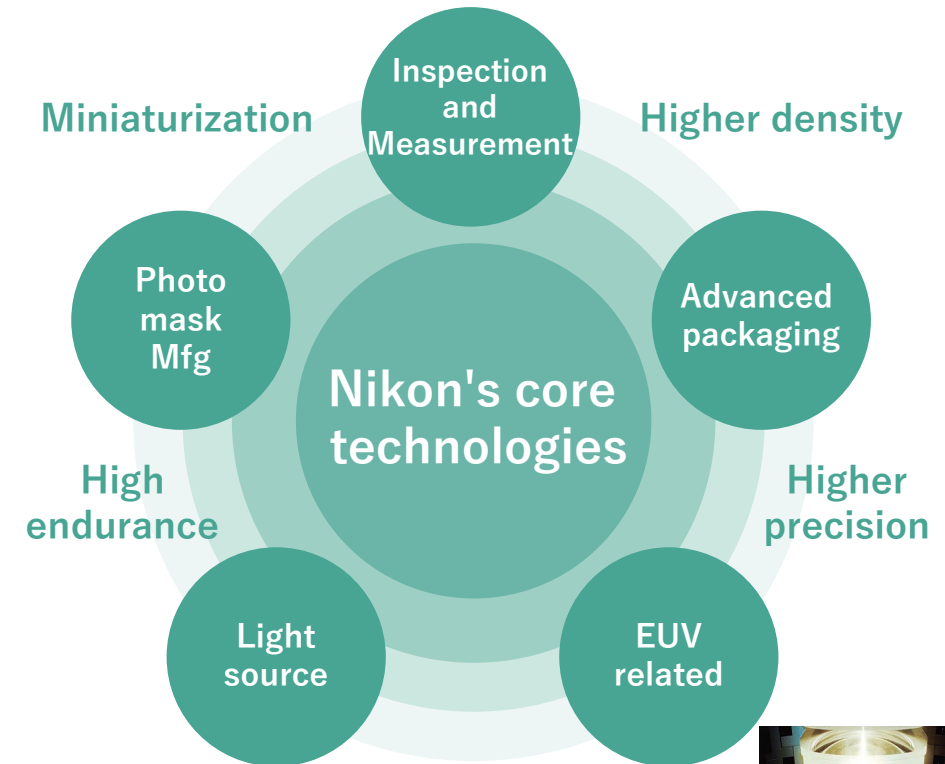 Inspection
and
Measurement
Miniaturization
Higher density
Photo
mask
Mfg
Advanced
packaging
Nikon's core
technologies
High
endurance
Higher
precision
Light
source
EUV
related